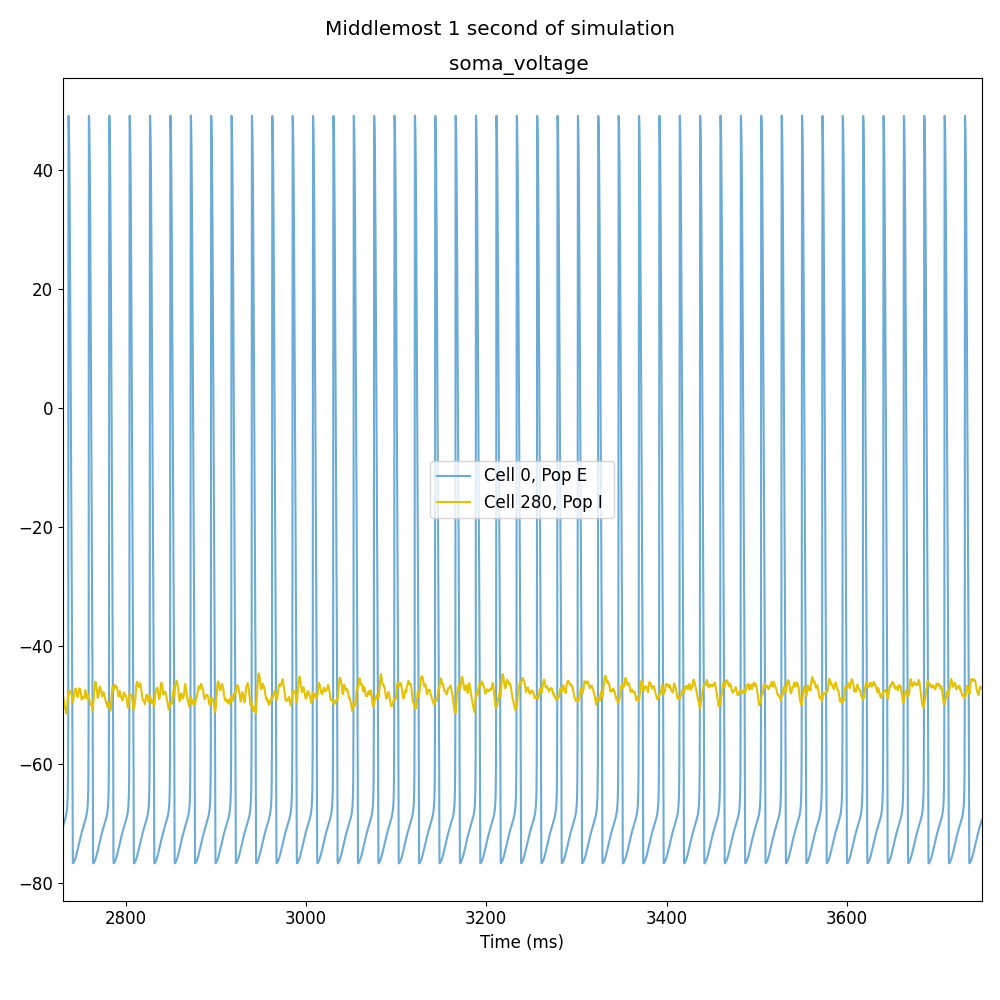 Middlemost 1 second of simulation
soma_voltage
40
20
0
−20
−40
−60
−80
Cell 0, Pop E
Cell 280, Pop I
2800 3000 3200 3400 3600
Time (ms)